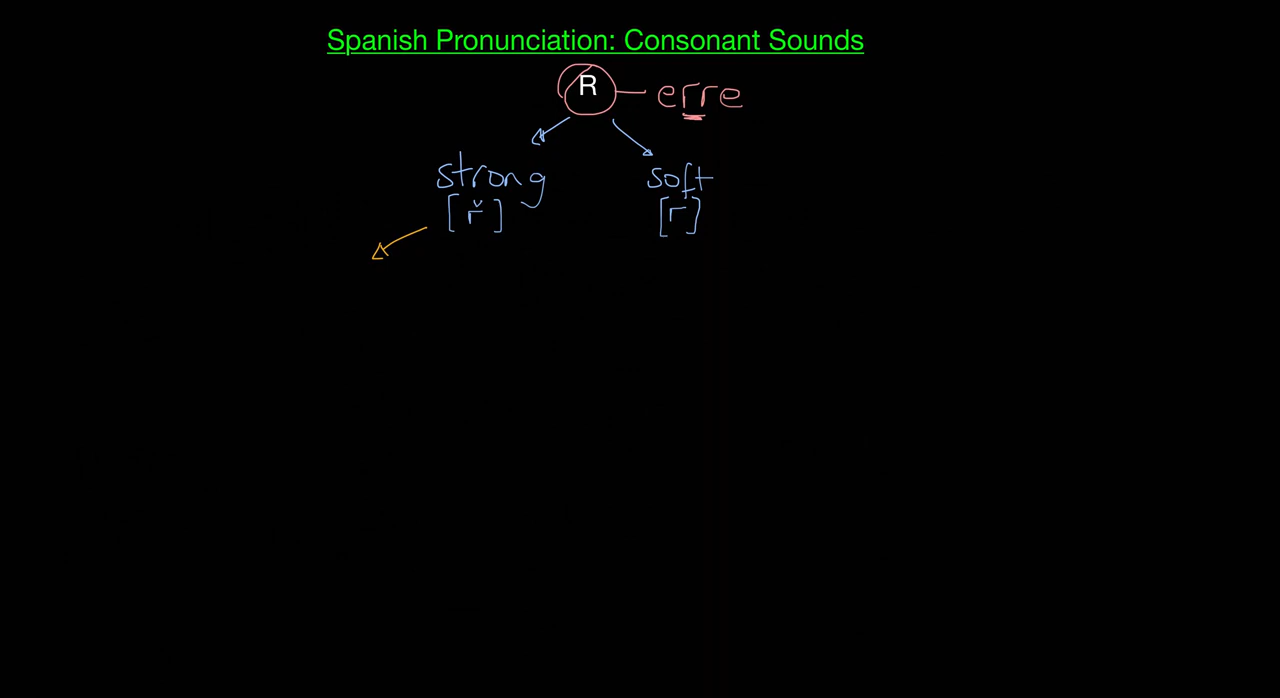 Spanish Pronunciation: Consonant Sounds
R erre
strong soft
[ř] [r]